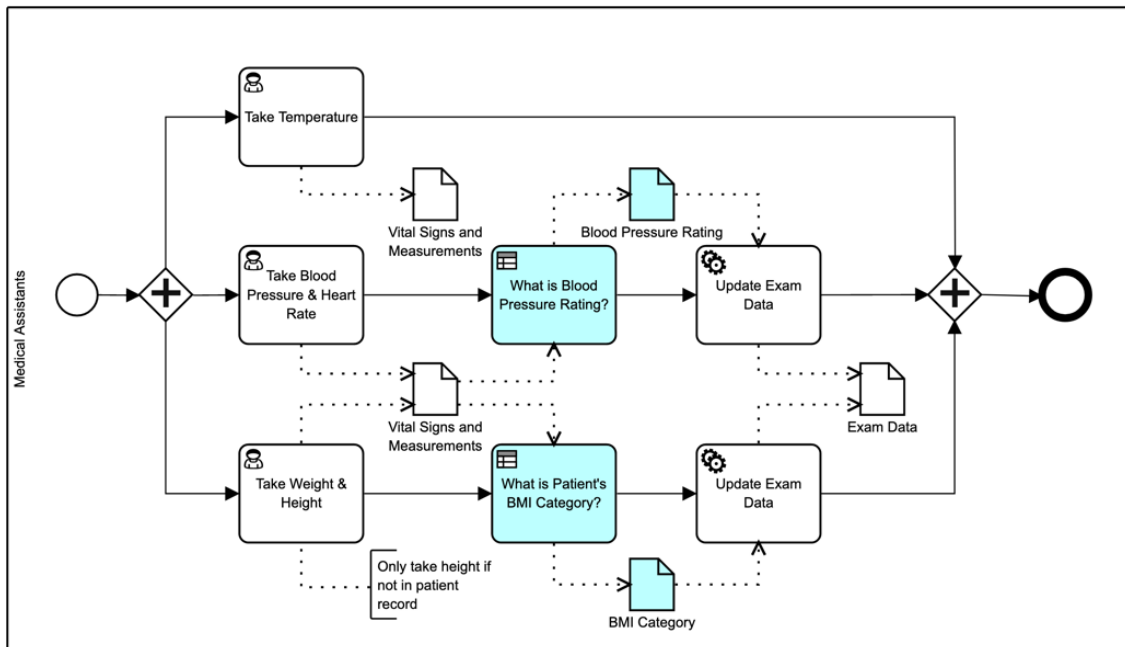 Medical Assistants
Take Temperature
Vital Signs and
Measurements
Blood Pressure Rating
Take Blood
Pressure & Heart
Rate
What is Blood
Pressure Rating?
Update Exam
Data
Vital Signs and
Measurements
Exam Data
Take Weight &
Height
What is Patient's
BMI Category?
Update Exam
Data
Only take height if
not in patient
record
BMI Category